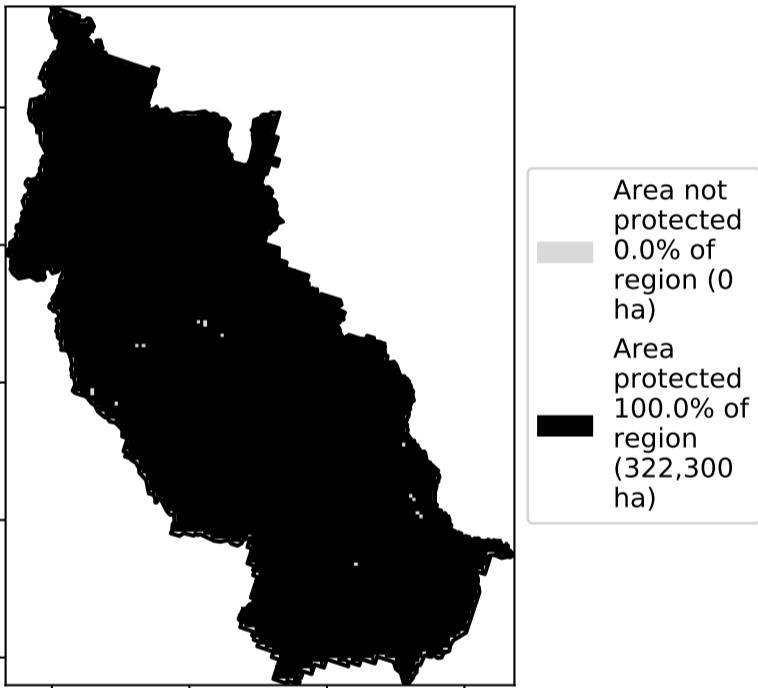 Area not
protected
0.0% of
region (0
ha)
Area
protected
100.0% of
region
(322,300
ha)